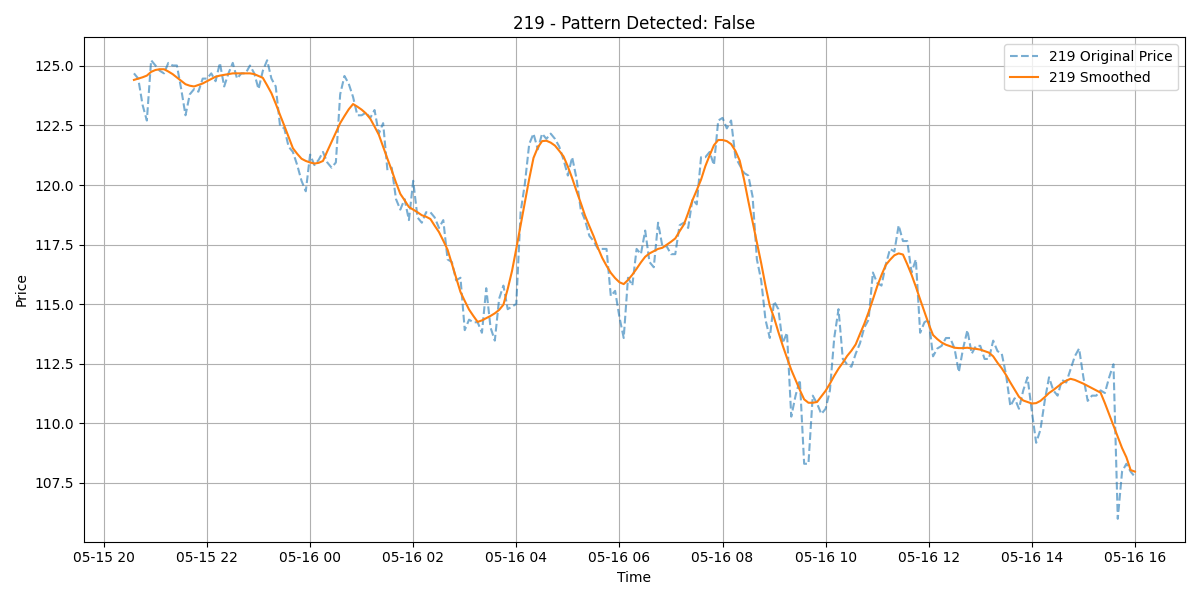 219 - Pattern Detected: False
219 Original Price
219 Smoothed
Price
125.0
122.5
120.0
117.5
115.0
112.5
110.0
107.5
05-15 20 05-15 22 05-16 00 05-16 02 05-16 04 05-16 06 05-16 08 05-16 10 05-16 12 05-16 14 05-16 16
Time